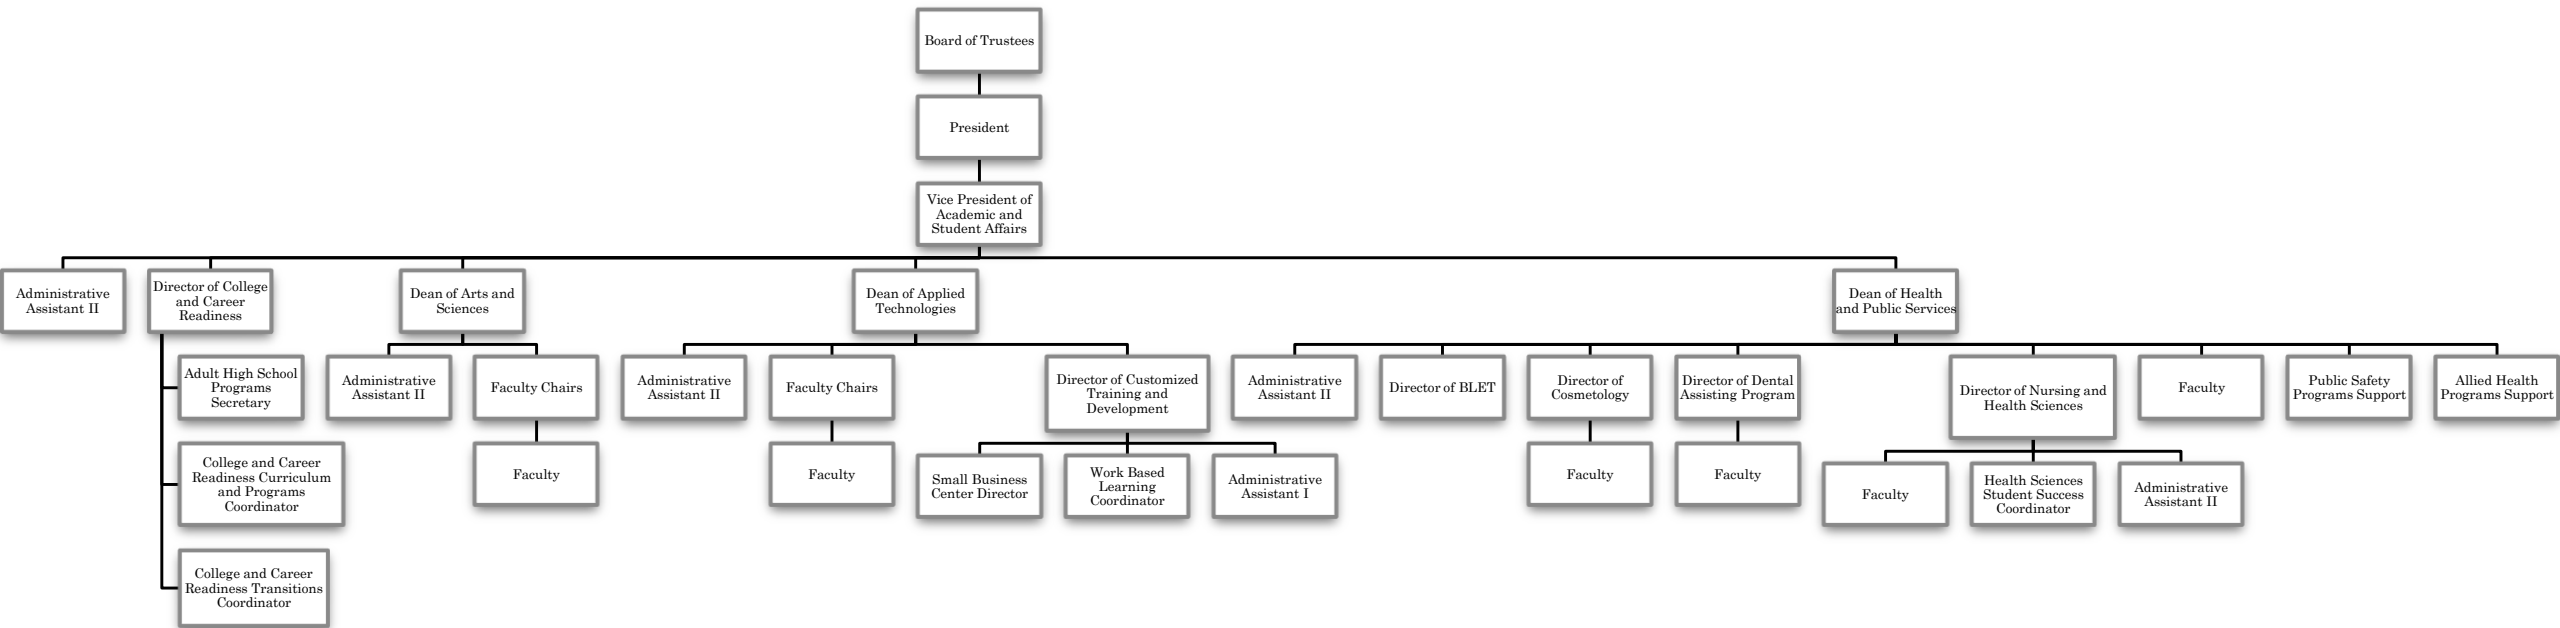 Board of Trustees
President
Vice President of
Academic and
Student Affairs
Administrative
Assistant II
Director of College
and Career
Readiness
Dean of Arts and
Sciences
Dean of Applied
Technologies
Dean of Health
and Public Services
Adult High School
Programs
Secretary
College and Career
Readiness Curriculum
and Programs
Coordinator
College and Career
Readiness Transitions
Coordinator
Administrative
Assistant II
Faculty Chairs
Faculty
Administrative
Assistant II
Faculty Chairs
Faculty
Director of Customized
Training and
Development
Small Business
Center Director
Work Based
Learning
Coordinator
Administrative
Assistant I
Administrative
Assistant II
Director of BLET
Director of
Cosmetology
Faculty
Director of Dental
Assisting Program
Faculty
Director of Nursing and
Health Sciences
Faculty
Health Sciences
Student Success
Coordinator
Administrative
Assistant II
Faculty
Public Safety
Programs Support
Allied Health
Programs Support